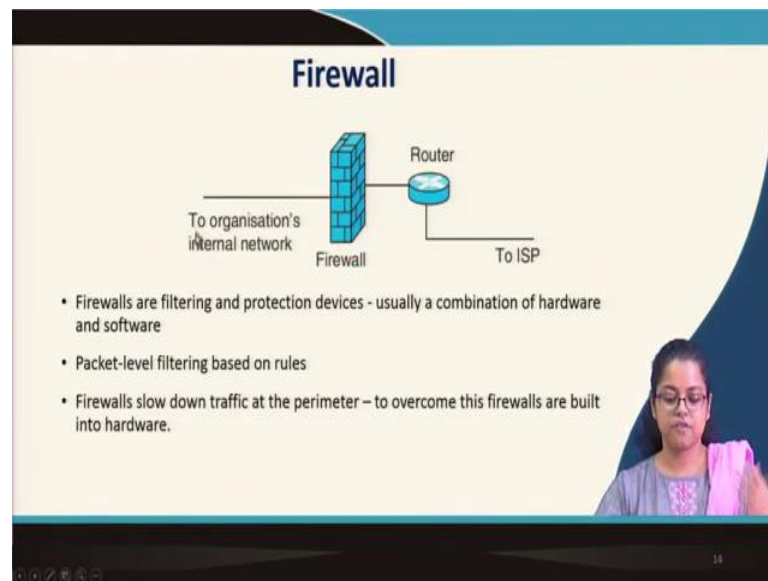 Firewall
Router
To organisation's
internal network
Firewall
To ISP
• Firewalls are filtering and protection devices - usually a combination of hardware
and software
• Packet-level filtering based on rules
• Firewalls slow down traffic at the perimeter – to overcome this firewalls are built
into hardware.
14